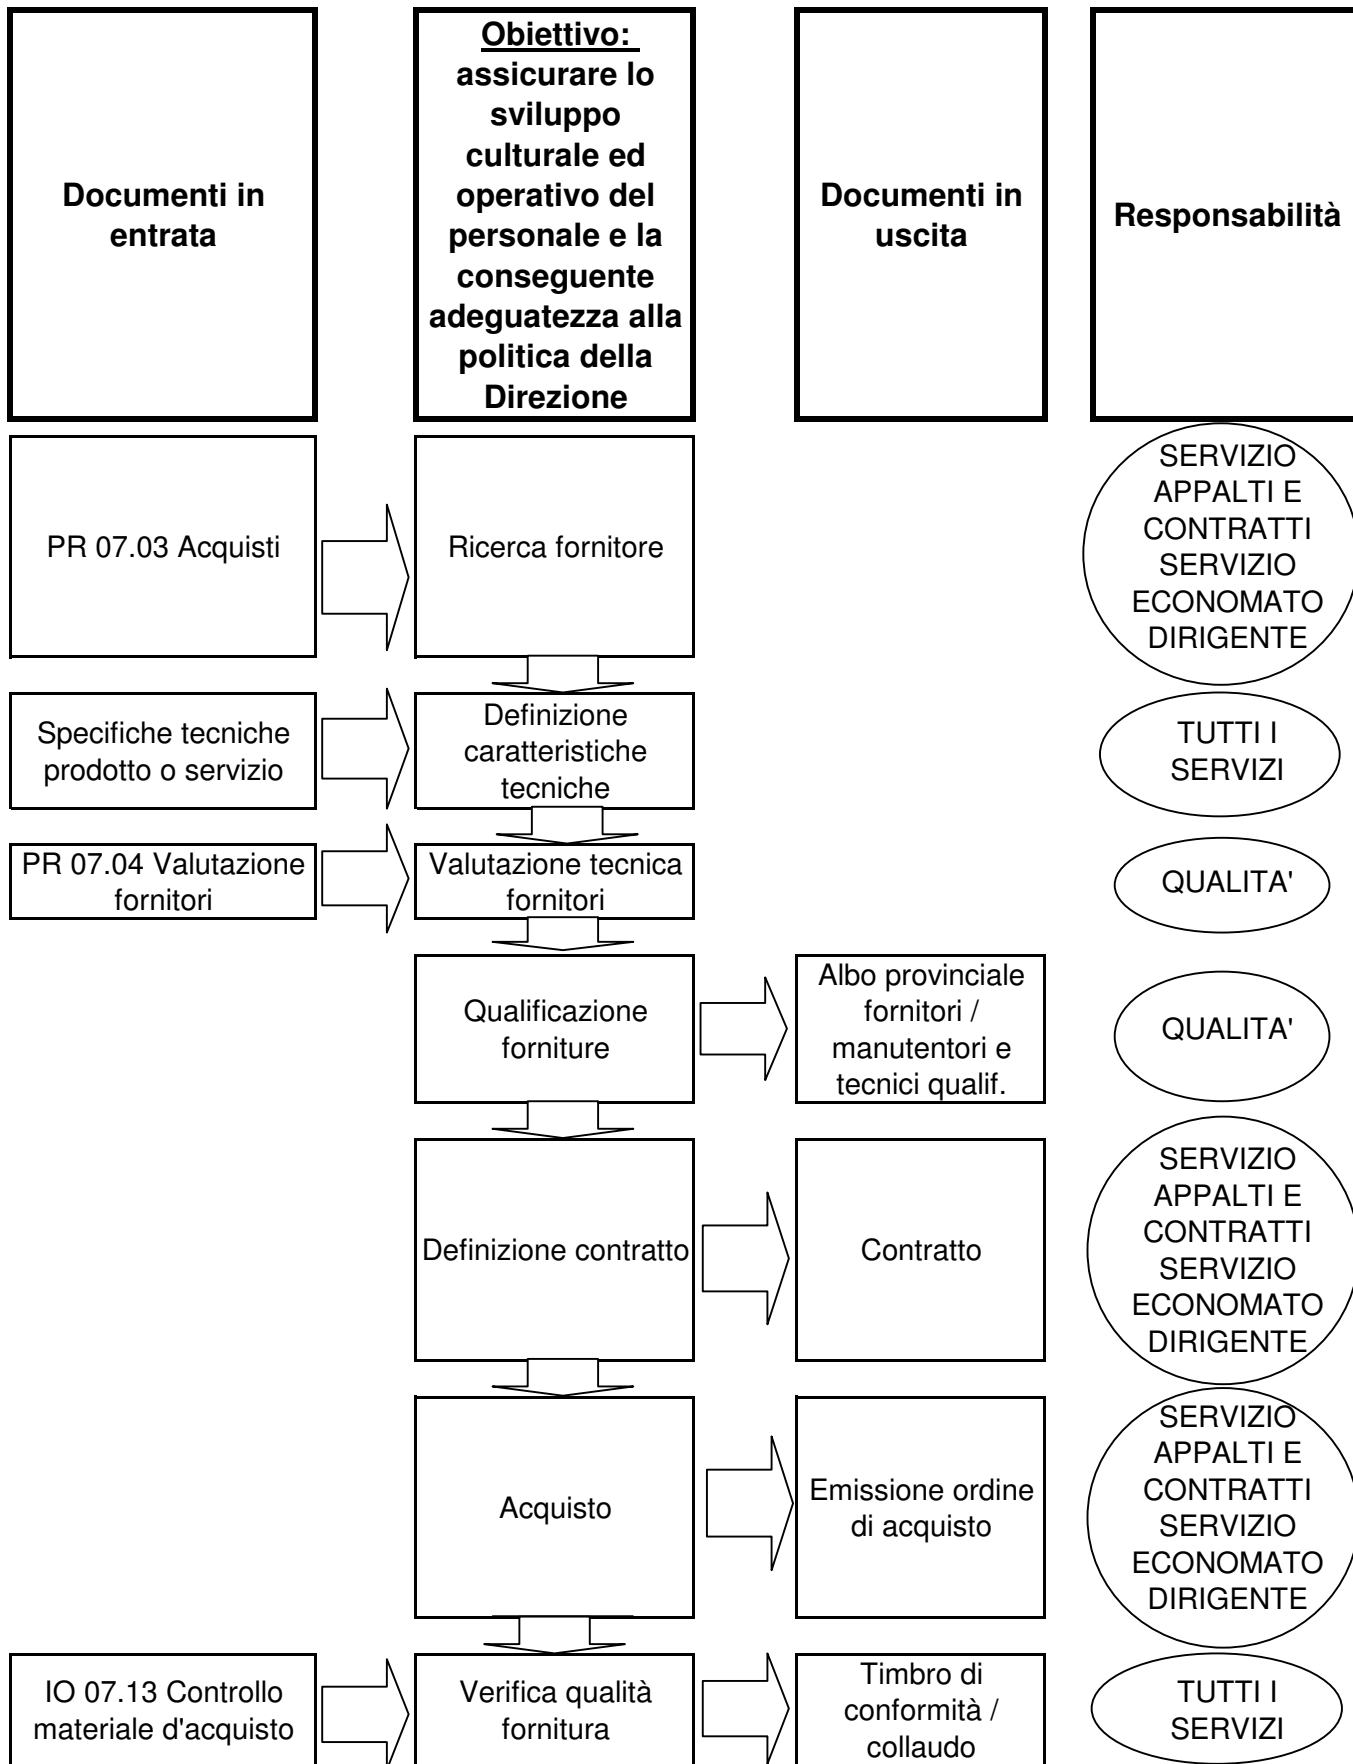 Documenti in
entrata
Obiettivo:
assicurare lo
sviluppo
culturale ed
operativo del
personale e la
conseguente
adeguatezza alla
politica della
Direzione
Documenti in
uscita
Responsabilità
PR 07.03 Acquisti
Ricerca fornitore
SERVIZIO
APPALTI E
CONTRATTI
SERVIZIO
ECONOMATO
DIRIGENTE
Specifiche tecniche
prodotto o servizio
Definizione
caratteristiche
tecniche
TUTTI I
SERVIZI
PR 07.04 Valutazione
fornitori
Valutazione tecnica
fornitori
QUALITA'
Qualificazione
forniture
Albo provinciale
fornitori /
manutentori e
tecnici qualif.
QUALITA'
Definizione contratto
Contratto
SERVIZIO
APPALTI E
CONTRATTI
SERVIZIO
ECONOMATO
DIRIGENTE
Acquisto
Emissione ordine
di acquisto
SERVIZIO
APPALTI E
CONTRATTI
SERVIZIO
ECONOMATO
DIRIGENTE
IO 07.13 Controllo
materiale d'acquisto
Verifica qualità
fornitura
Timbro di
conformità /
collaudo
TUTTI I
SERVIZI